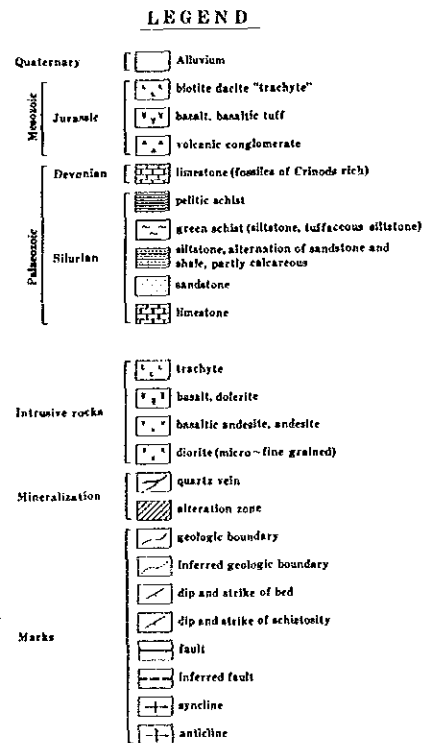 LEGEND
Quaternary
Alluvium
Mesozoic
Jurassic
biotite dacite "trachyte"
basalt, basaltic tuff
volcanic conglomerate
Palaeozoic
Devonian
limestone (fossiles of Crinods rich)
Silurian
pelitic schist
green schist (siltstone, tuffaceous siltstone)
siltstone, alternation of sandstone and
shale, partly calcareous
sandstone
limestone
Intrusive rocks
trachyte
basalt, dolerite
basaltic andesite, andesite
diorite (micro ~ fine grained)
Mineralization
quartz vein
alteration zone
Marks
geologic boundary
Inferred geologic boundary
dip and strike of bed
dip and strike of schistosity
fault
Inferred fault
syncline
anticline